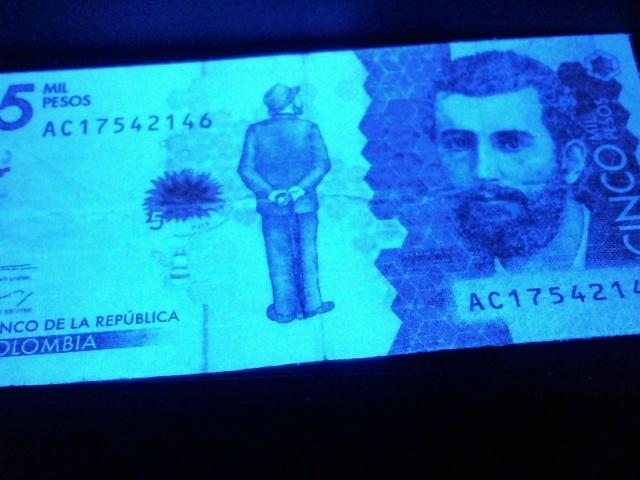 5 MIL
PESOS
AC17542146
5
NCO DE LA REPÚBLICA
OLOMBIA
CINCO MIL
PESOS
AC1754214